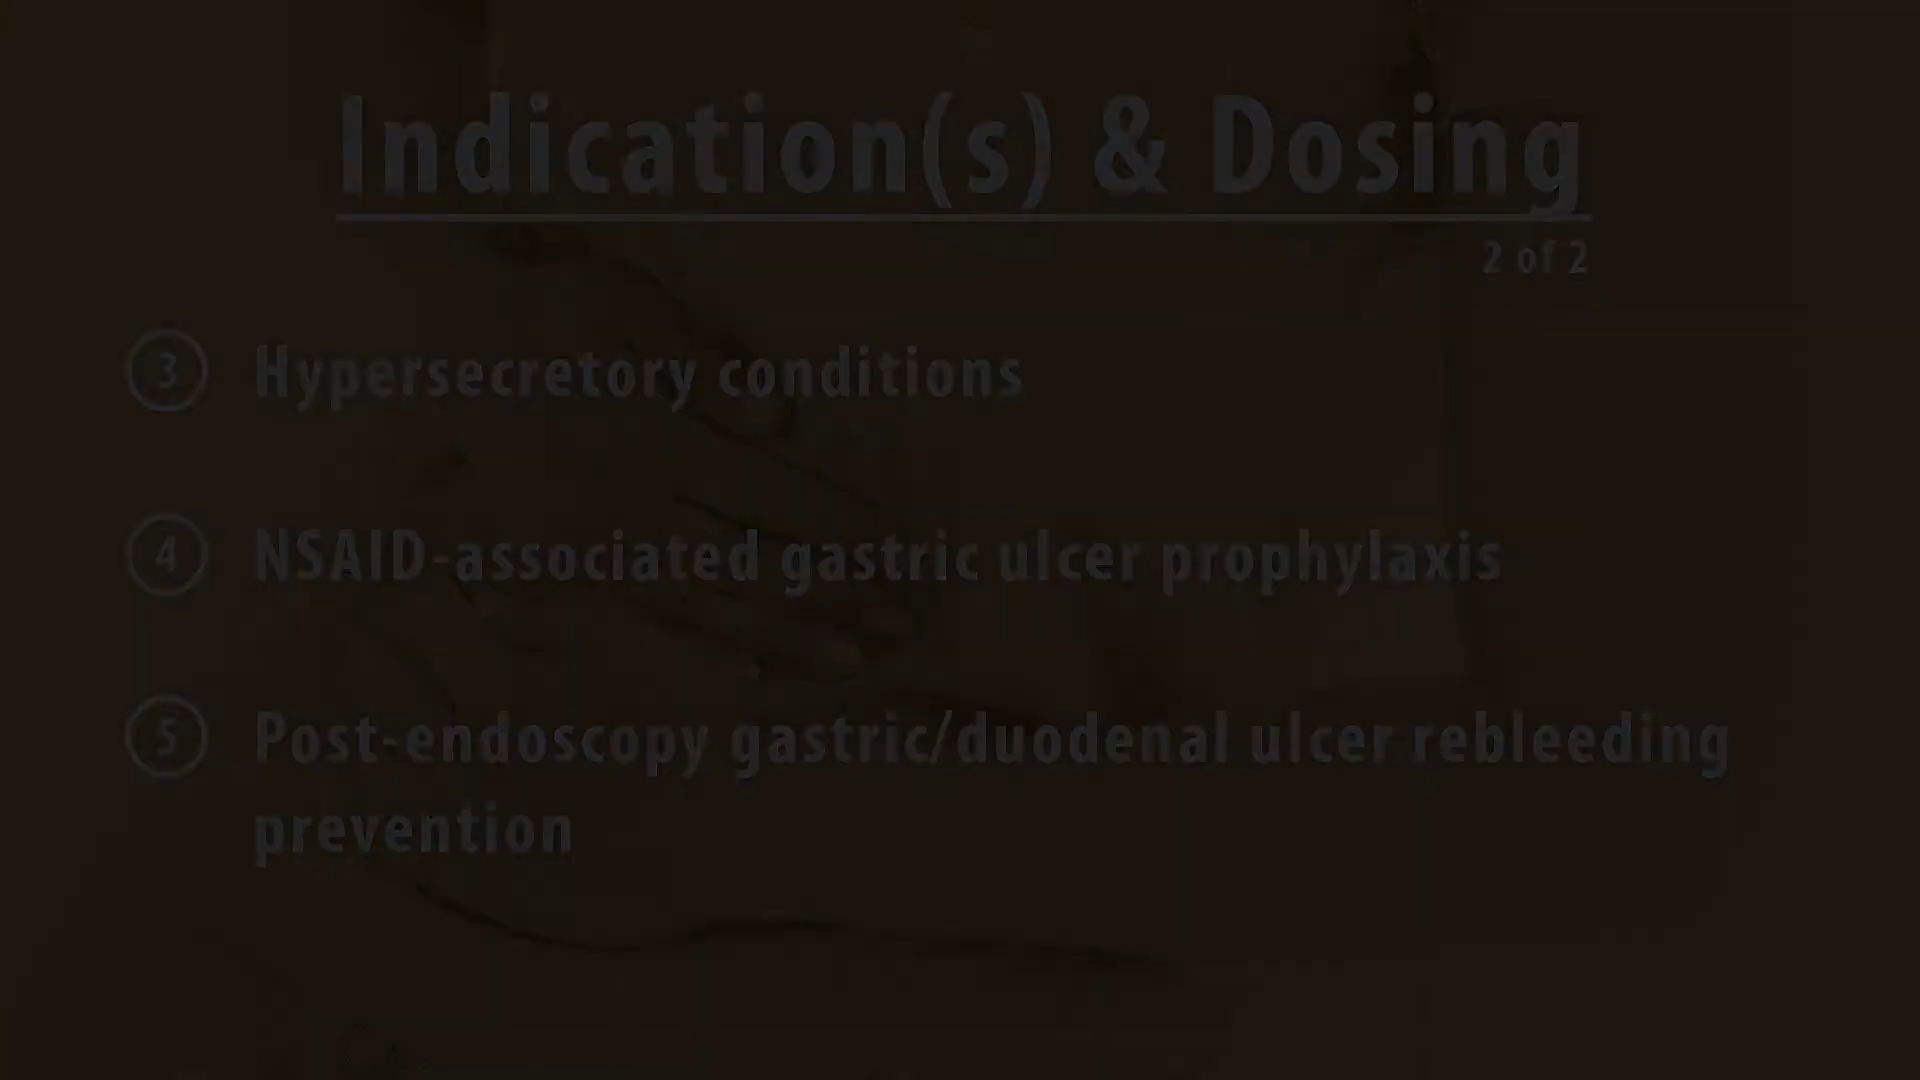 Indication(s) & Dosing
2 of 2
3 Hypersecretory conditions
4 NSAID-associated gastric ulcer prophylaxis
5 Post-endoscopy gastric/duodenal ulcer rebleeding
prevention